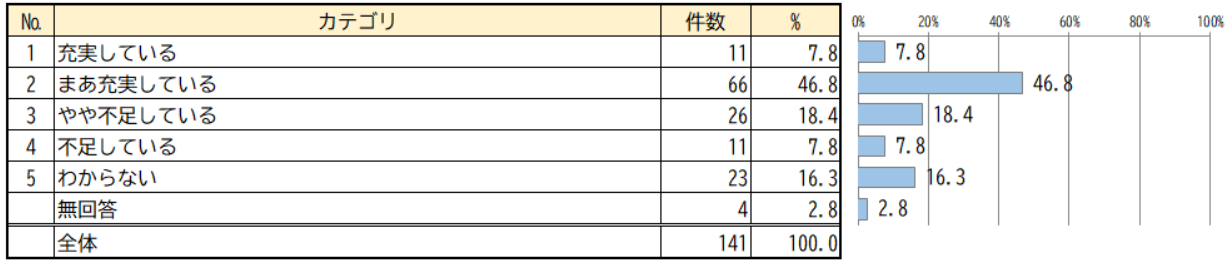 No. カテゴリ 件数 % 0% 20% 40% 60% 80% 100%
1 充実している 11 7.8 7.8
2 まあ充実している 66 46.8 46.8
3 やや不足している 26 18.4 18.4
4 不足している 11 7.8 7.8
5 わからない 23 16.3 16.3
無回答 4 2.8 2.8
全体 141 100.0